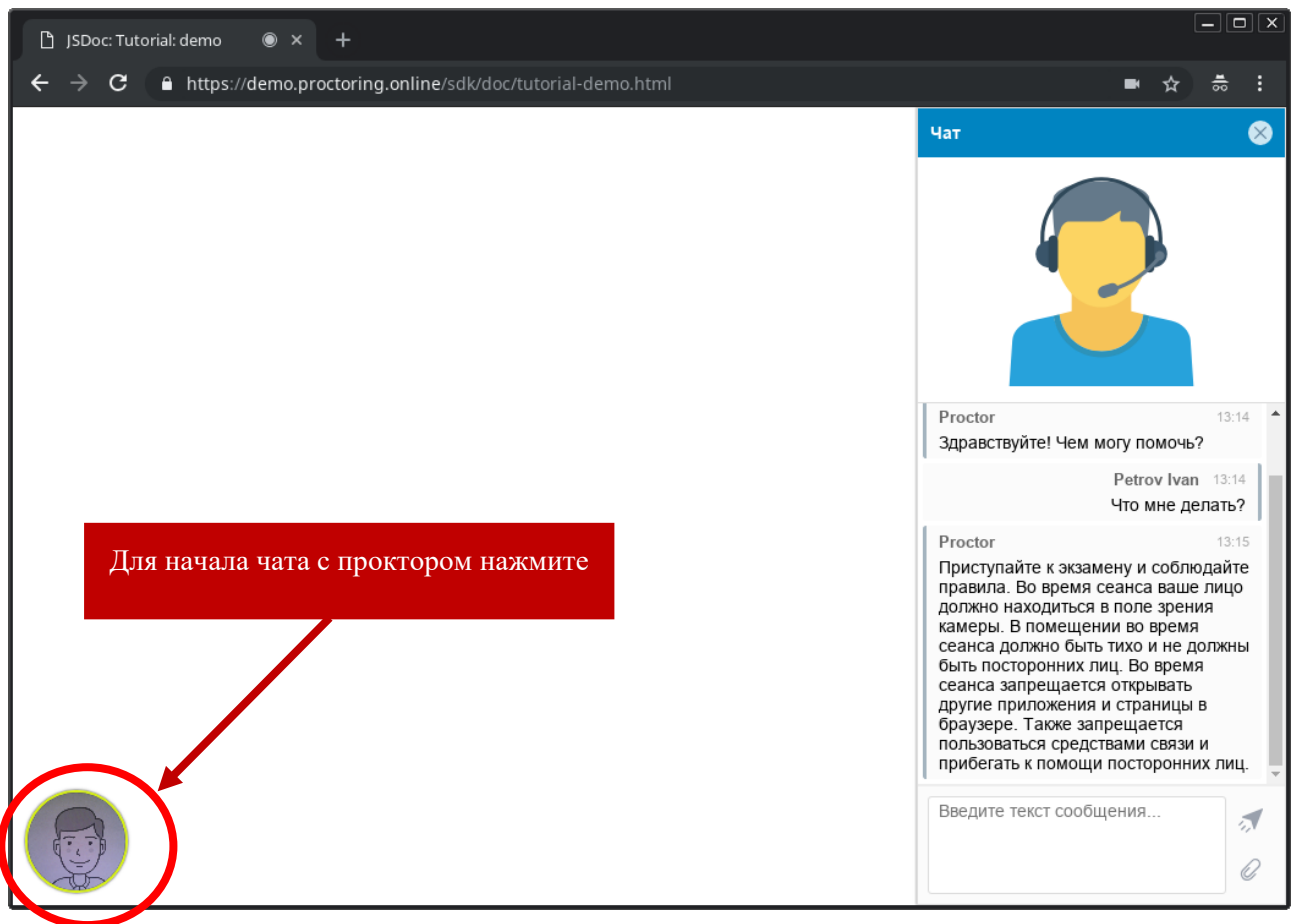 JSDoc: Tutorial: demo
https://demo.proctoring.online/sdk/doc/tutorial-demo.html
Чат
Proctor 13:14
Здравствуйте! Чем могу помочь?
Petrov Ivan 13:14
Что мне делать?
Proctor 13:15
Приступайте к экзамену и соблюдайте
правила. Во время сеанса ваше лицо
должно находиться в поле зрения
камеры. В помещении во время
сеанса должно быть тихо и не должны
быть посторонних лиц. Во время
сеанса запрещается открывать
другие приложения и страницы в
браузере. Также запрещается
пользоваться средствами связи и
прибегать к помощи посторонних лиц.
Введите текст сообщения...
Для начала чата с проктором нажмите